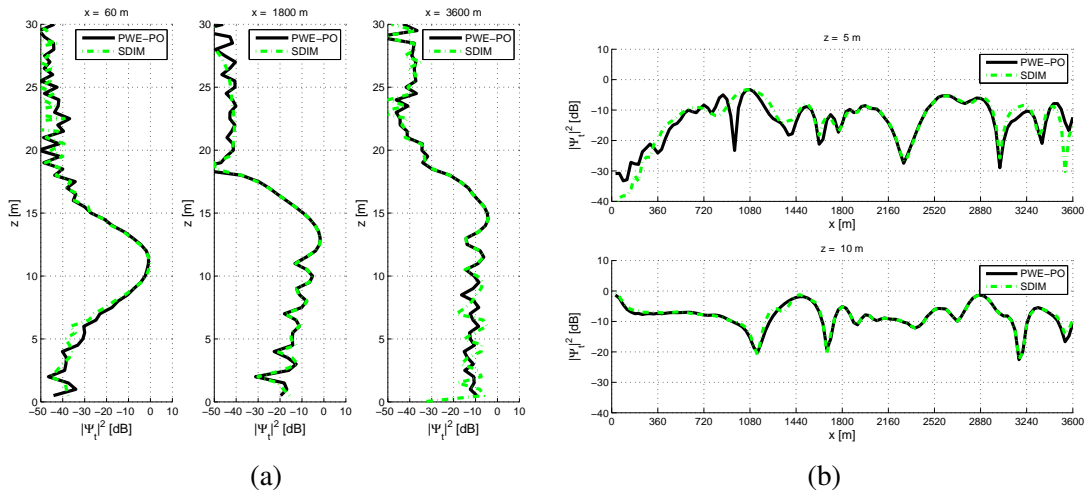 x = 60 m
30
25
20
15
10
5
0
z [m]
−50 −40 −30 −20 −10 0 10
|Ψt|² [dB]
PWE−PO
SDIM
x = 1800 m
30
25
20
15
10
5
0
z [m]
−50 −40 −30 −20 −10 0 10
|Ψt|² [dB]
PWE−PO
SDIM
x = 3600 m
30
25
20
15
10
5
0
z [m]
−50 −40 −30 −20 −10 0 10
|Ψt|² [dB]
PWE−PO
SDIM
(a)
z = 5 m
10
0
−10
−20
−30
−40
|Ψt|² [dB]
0 360 720 1080 1440 1800 2160 2520 2880 3240 3600
x [m]
PWE−PO
SDIM
z = 10 m
10
0
−10
−20
−30
−40
|Ψt|² [dB]
0 360 720 1080 1440 1800 2160 2520 2880 3240 3600
x [m]
PWE−PO
SDIM
(b)